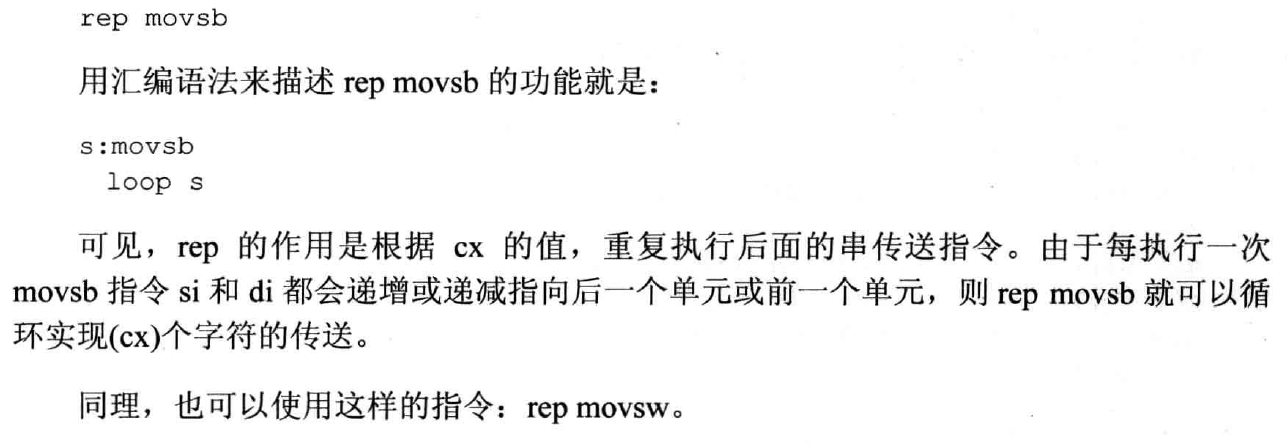 rep movsb
用汇编语法来描述 rep movsb 的功能就是：
s:movsb
loop s
可见，rep 的作用是根据 cx 的值，重复执行后面的串传送指令。由于每执行一次
movsb 指令 si 和 di 都会递增或递减指向后一个单元或前一个单元，则 rep movsb 就可以循
环实现(cx)个字符的传送。
同理，也可以使用这样的指令：rep movsw。